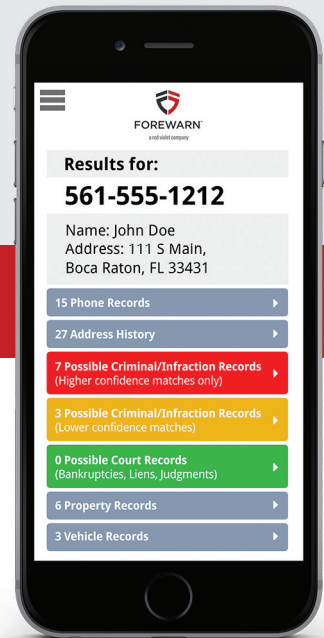 FOREWARN
a red violet company
Results for:
561-555-1212
Name: John Doe
Address: 111 S Main,
Boca Raton, FL 33431
15 Phone Records
27 Address History
7 Possible Criminal/Infraction Records
(Higher confidence matches only)
3 Possible Criminal/Infraction Records
(Lower confidence matches)
0 Possible Court Records
(Bankruptcies, Liens, Judgments)
6 Property Records
3 Vehicle Records